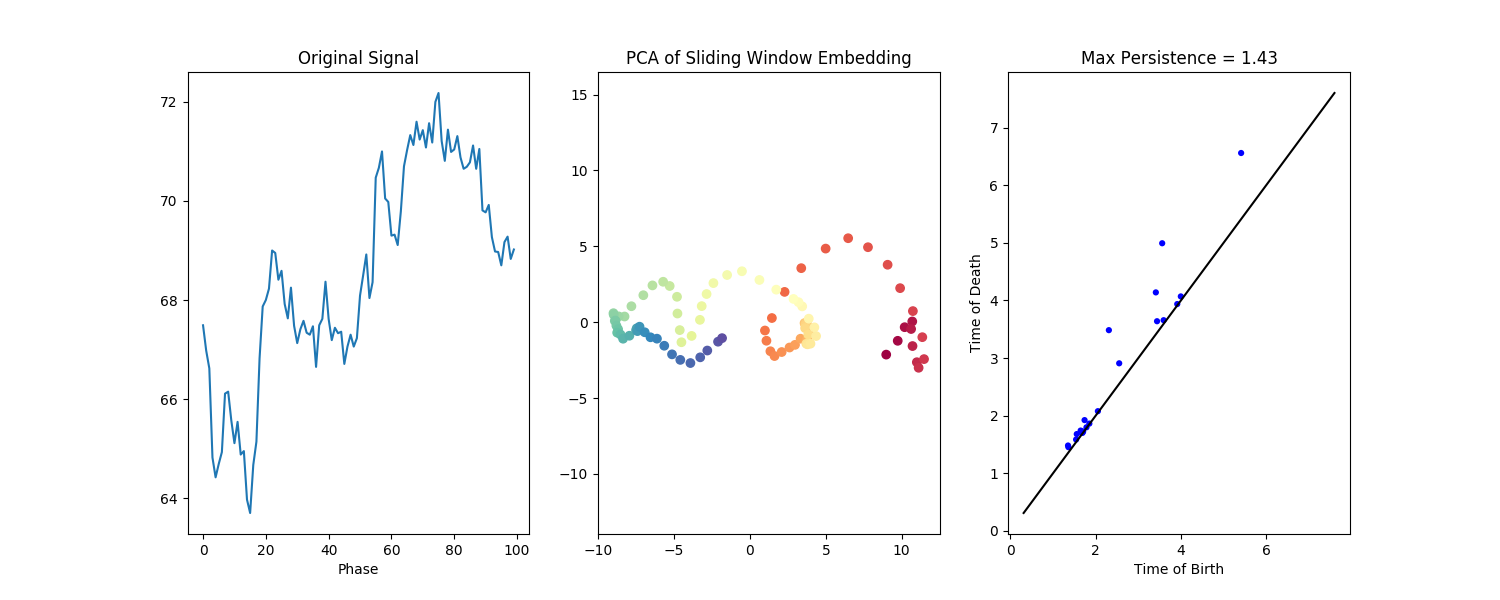 Original Signal
72
70
68
66
64
0 20 40 60 80 100
Phase
PCA of Sliding Window Embedding
15
10
5
0
−5
−10
−10 −5 0 5 10
Max Persistence = 1.43
Time of Death
7
6
5
4
3
2
1
0
0 2 4 6
Time of Birth